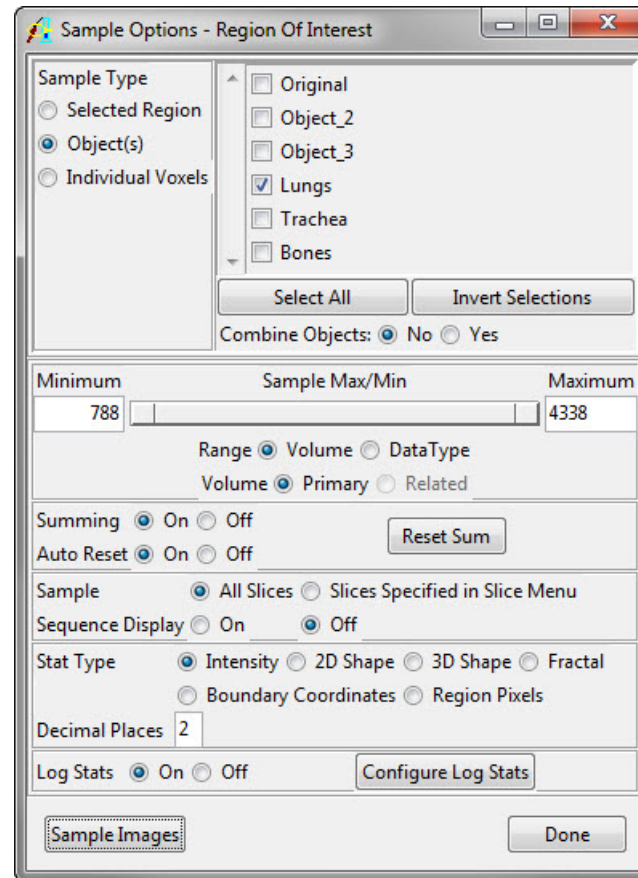 Sample Options - Region Of Interest
Sample Type
Selected Region
Object(s)
Individual Voxels
Original
Object_2
Object_3
Lungs
Trachea
Bones
Select All Invert Selections
Combine Objects: No Yes
Minimum Sample Max/Min Maximum
788 4338
Range Volume DataType
Volume Primary Related
Summing On Off
Auto Reset On Off
Reset Sum
Sample All Slices Slices Specified in Slice Menu
Sequence Display On Off
Stat Type Intensity 2D Shape 3D Shape Fractal
Boundary Coordinates Region Pixels
Decimal Places 2
Log Stats On Off Configure Log Stats
Sample Images Done